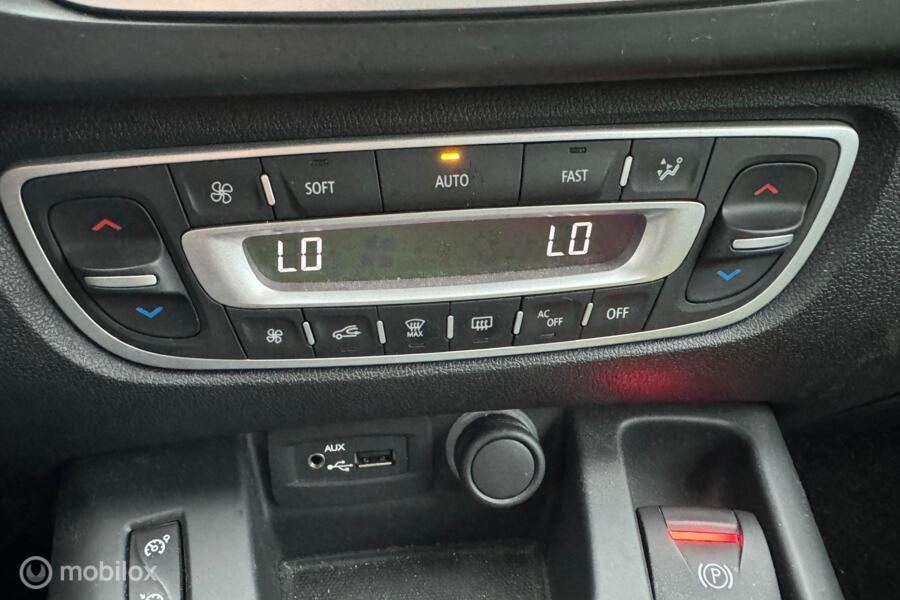 SOFT AUTO FAST
LO LO
MAX AC OFF OFF
AUX
P
mobilox